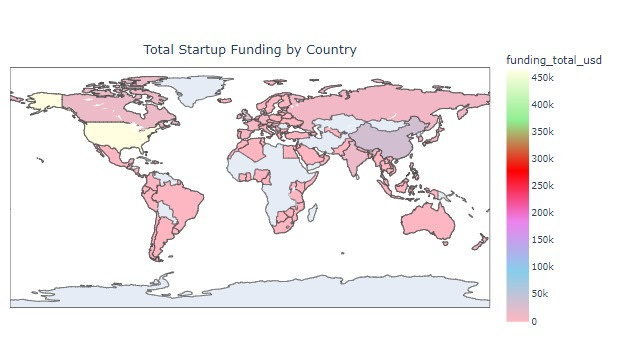 Total Startup Funding by Country
funding_total_usd
450k
400k
350k
300k
250k
200k
150k
100k
50k
0